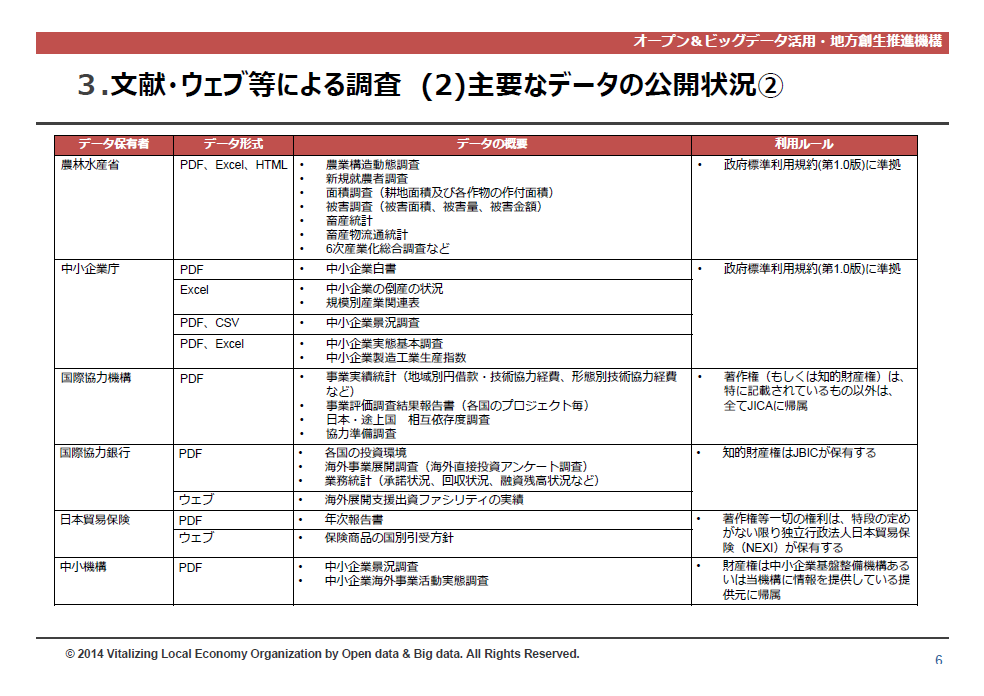 オープン&ビッグデータ活用・地方創生推進機構
３.文献・ウェブ等による調査 (2)主要なデータの公開状況②
データ保有者 データ形式 データの概要 利用ルール
農林水産省 PDF、Excel、HTML • 農業構造動態調査 • 政府標準利用規約(第1.0版)に準拠
• 新規就農者調査
• 面積調査（耕地面積及び各作物の作付面積）
• 被害調査（被害面積、被害量、被害金額）
• 畜産統計
• 畜産物流通統計
• 6次産業化総合調査など
中小企業庁 PDF • 中小企業白書 • 政府標準利用規約(第1.0版)に準拠
Excel • 中小企業の倒産の状況
• 規模別産業関連表
PDF、CSV • 中小企業景況調査
PDF、Excel • 中小企業実態基本調査
• 中小企業製造工業生産指数
国際協力機構 PDF • 事業実績統計（地域別円借款・技術協力経費、形態別技術協力経費 • 著作権（もしくは知的財産権）は、
など） 特に記載されているもの以外は、
• 事業評価調査結果報告書（各国のプロジェクト毎） 全てJICAに帰属
• 日本・途上国 相互依存度調査
• 協力準備調査
国際協力銀行 PDF • 各国の投資環境 • 知的財産権はJBICが保有する
• 海外事業展開調査（海外直接投資アンケート調査）
• 業務統計（承諾状況、回収状況、融資残高状況など）
ウェブ • 海外展開支援出資ファシリティの実績
日本貿易保険 PDF • 年次報告書 • 著作権等一切の権利は、特段の定め
ウェブ • 保険商品の国別引受方針 がない限り独立行政法人日本貿易保
険（NEXI）が保有する
中小機構 PDF • 中小企業景況調査 • 財産権は中小企業基盤整備機構ある
• 中小企業海外事業活動実態調査 いは当機構に情報を提供している提
供元に帰属
© 2014 Vitalizing Local Economy Organization by Open data & Big data. All Rights Reserved.
6